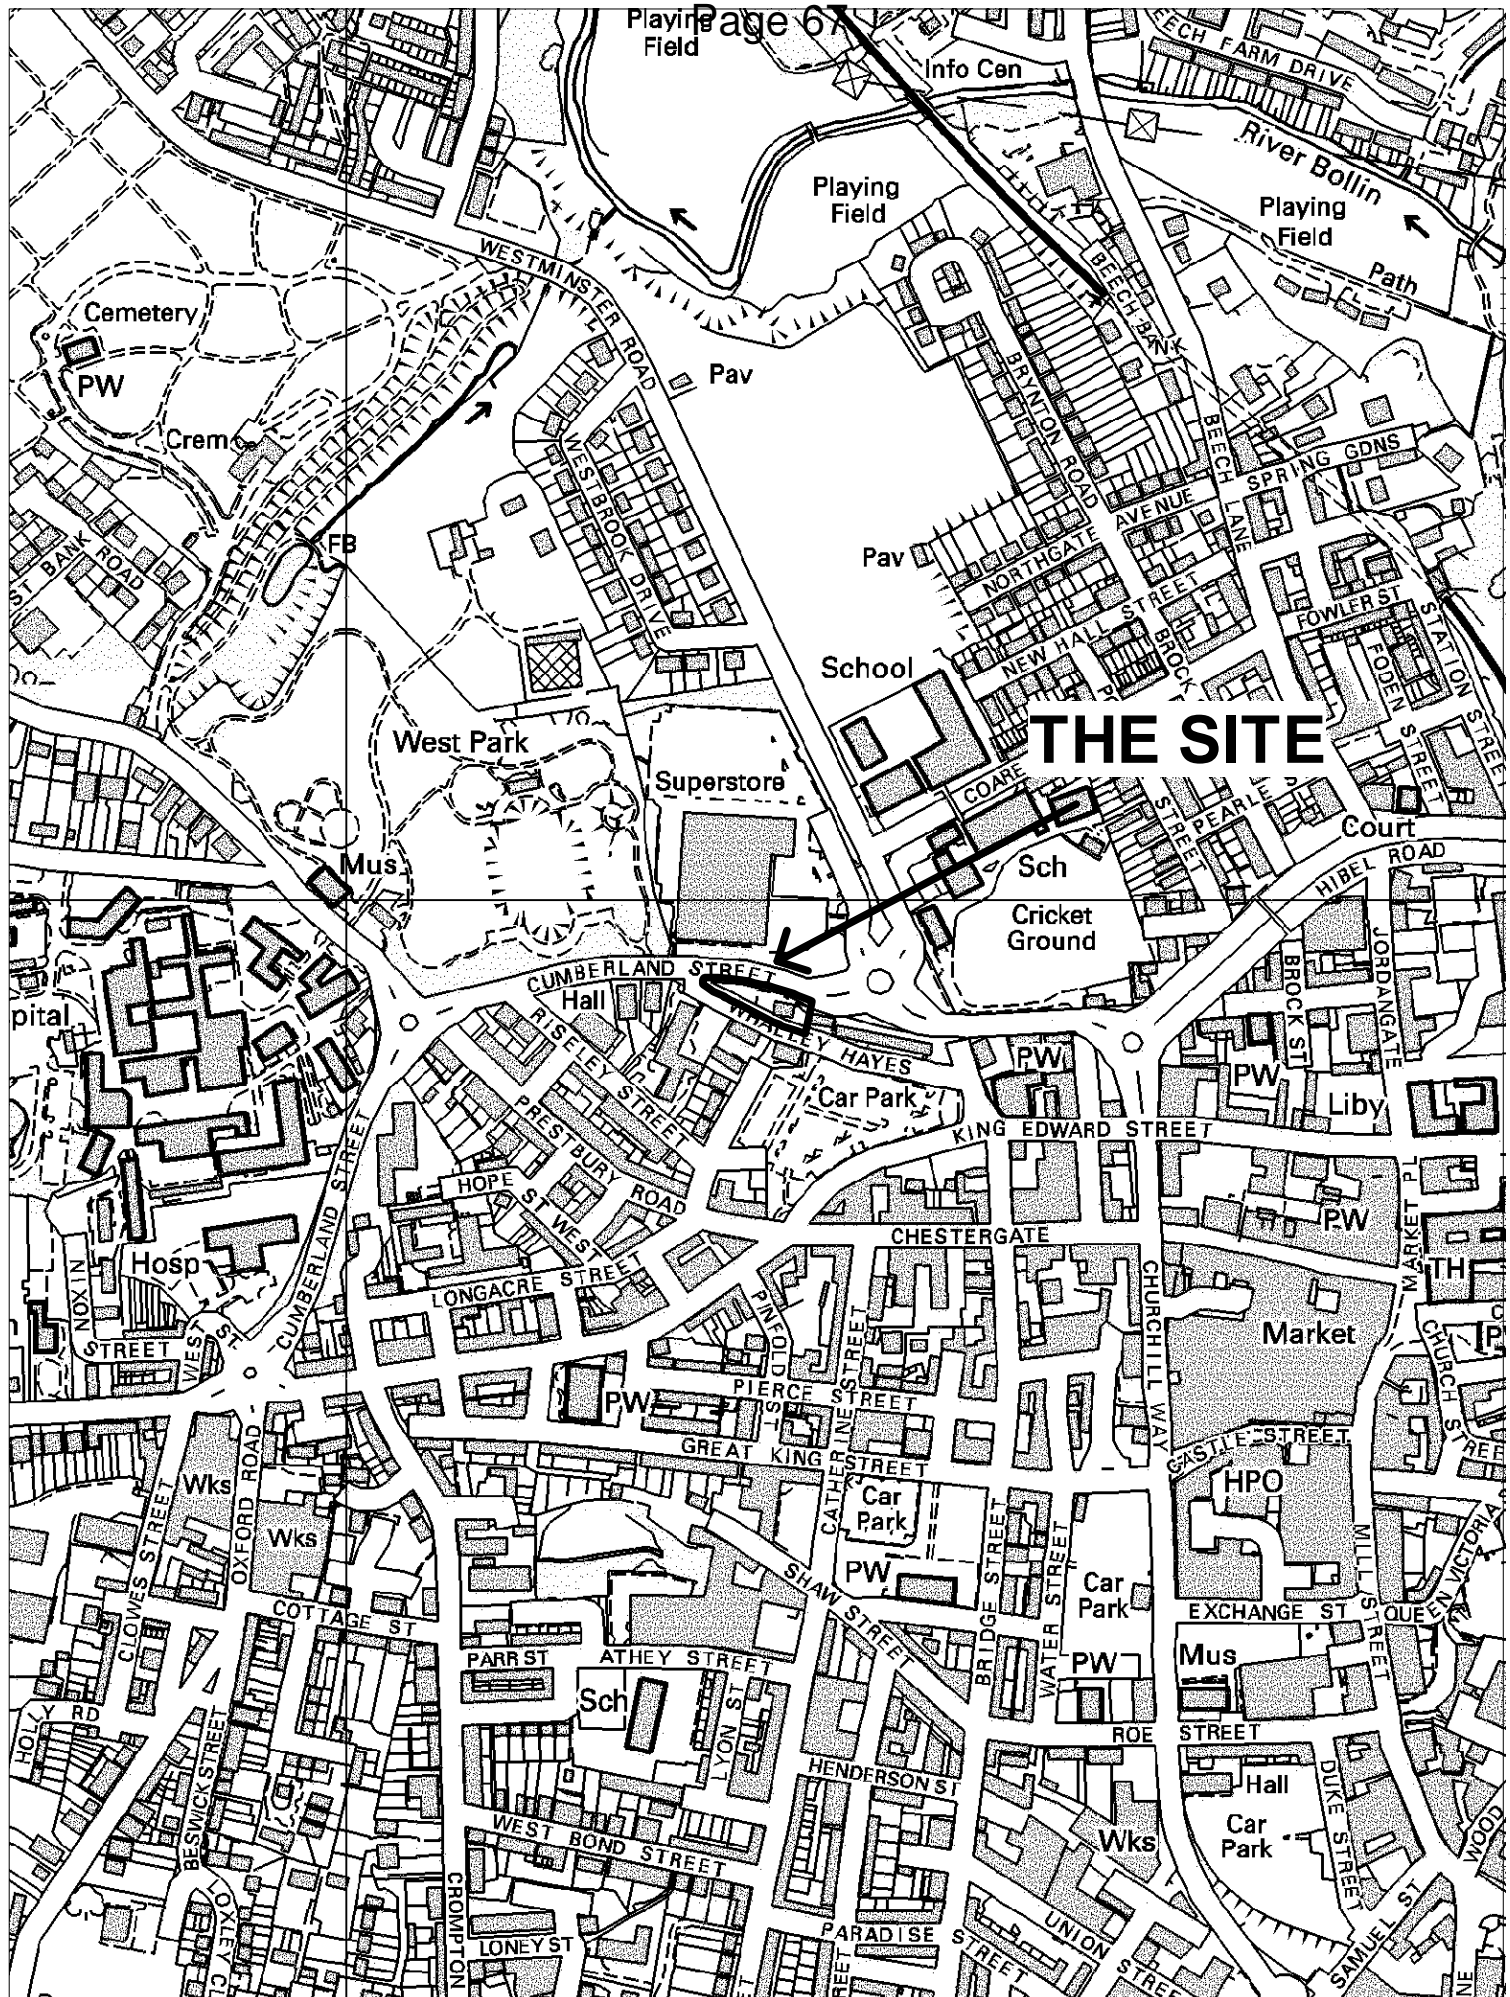 Page 67
Playing
Field
Info Cen
EECH FARM DRIVE
River Bollin
Playing
Field
Playing
Field
Path
WESTMINSTER ROAD
BEECH BANK
Cemetery
PW
Crem
Pav
BRYNTON ROAD
BEECH LANE
SPRING GDNS
WESTBROOK DRIVE
AVENUE
NORTHGATE
Pav
FB
ST BANK ROAD
NEW HALL STREET
FOWLER ST
STATION STREE
FODEN STREET
BROCK
School
THE SITE
West Park
Superstore
COARE
STREET
PEARLE
Court
HIBEL ROAD
Mus
Sch
Cricket
Ground
JORDANGATE
BROCK ST
CUMBERLAND STREET
Hall
pital
WHALLEY HAYES
RISELEY STREET
PW
PW
Car Park
Liby
KING EDWARD STREET
PRESTBURY ROAD
CUMBERLAND STREET
HOPE ST WEST
MARKET PL
PW
CHESTERGATE
Hosp
LONGACRE STREET
TH
NOXIN
STREET
WEST ST
PINFOLD ST
CATHERINE STREET
CHURCHILL WAY
Market
CHURCH STREE
PW
PIERCE STREET
GREAT KING STREET
CASTLE STREET
HPO
Wks
OXFORD ROAD
Wks
CLOWES STREET
Car
Park
PW
SHAW STREET
BRIDGE STREET
WATER STREET
Car
Park
MILL STREET
QUEEN VICTORIA
EXCHANGE ST
COTTAGE ST
PARR ST
ATHEY STREET
Sch
LYON ST
PW
Mus
HOLLY RD
BESWICK STREET
ROE STREET
HENDERSON ST
Hall
DUKE STREET
Car
Park
Wks
WOOD
WEST BOND STREET
CROMPTON
OXLEY CL
LONEY ST
PARADISE STREET
UNION STREE
SAMUEL ST